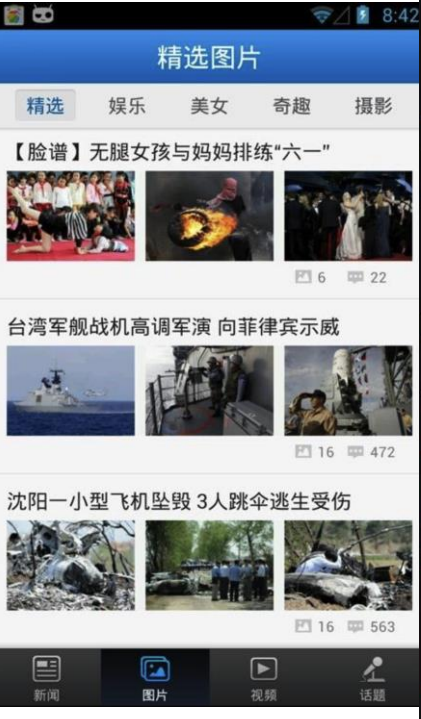 8:42
精选图片
精选 娱乐 美女 奇趣 摄影
【脸谱】无腿女孩与妈妈排练“六一”
6 22
台湾军舰战机高调军演 向菲律宾示威
16 472
沈阳一小型飞机坠毁 3人跳伞逃生受伤
16 563
新闻 图片 视频 话题